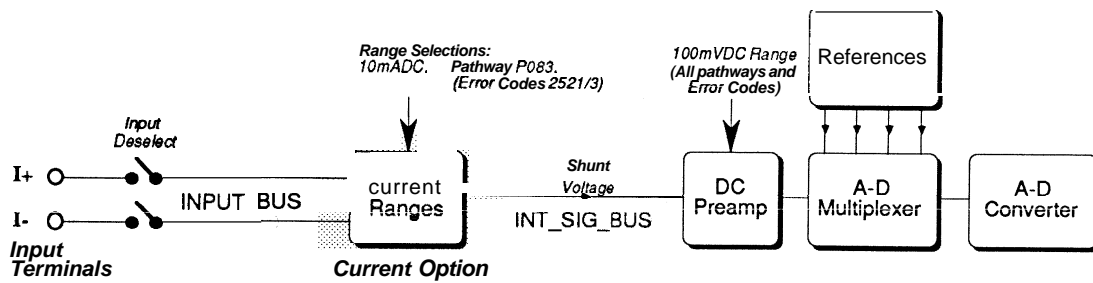 Range Selections:
10mADC. Pathway P083.
(Error Codes 2521/3)
100mVDC Range
(All pathways and
Error Codes)
References
Input
Deselect
I+
I-
INPUT BUS
current
Ranges
Shunt
Voltage
INT_SIG_BUS
DC
Preamp
A-D
Multiplexer
A-D
Converter
Input
Terminals
Current Option